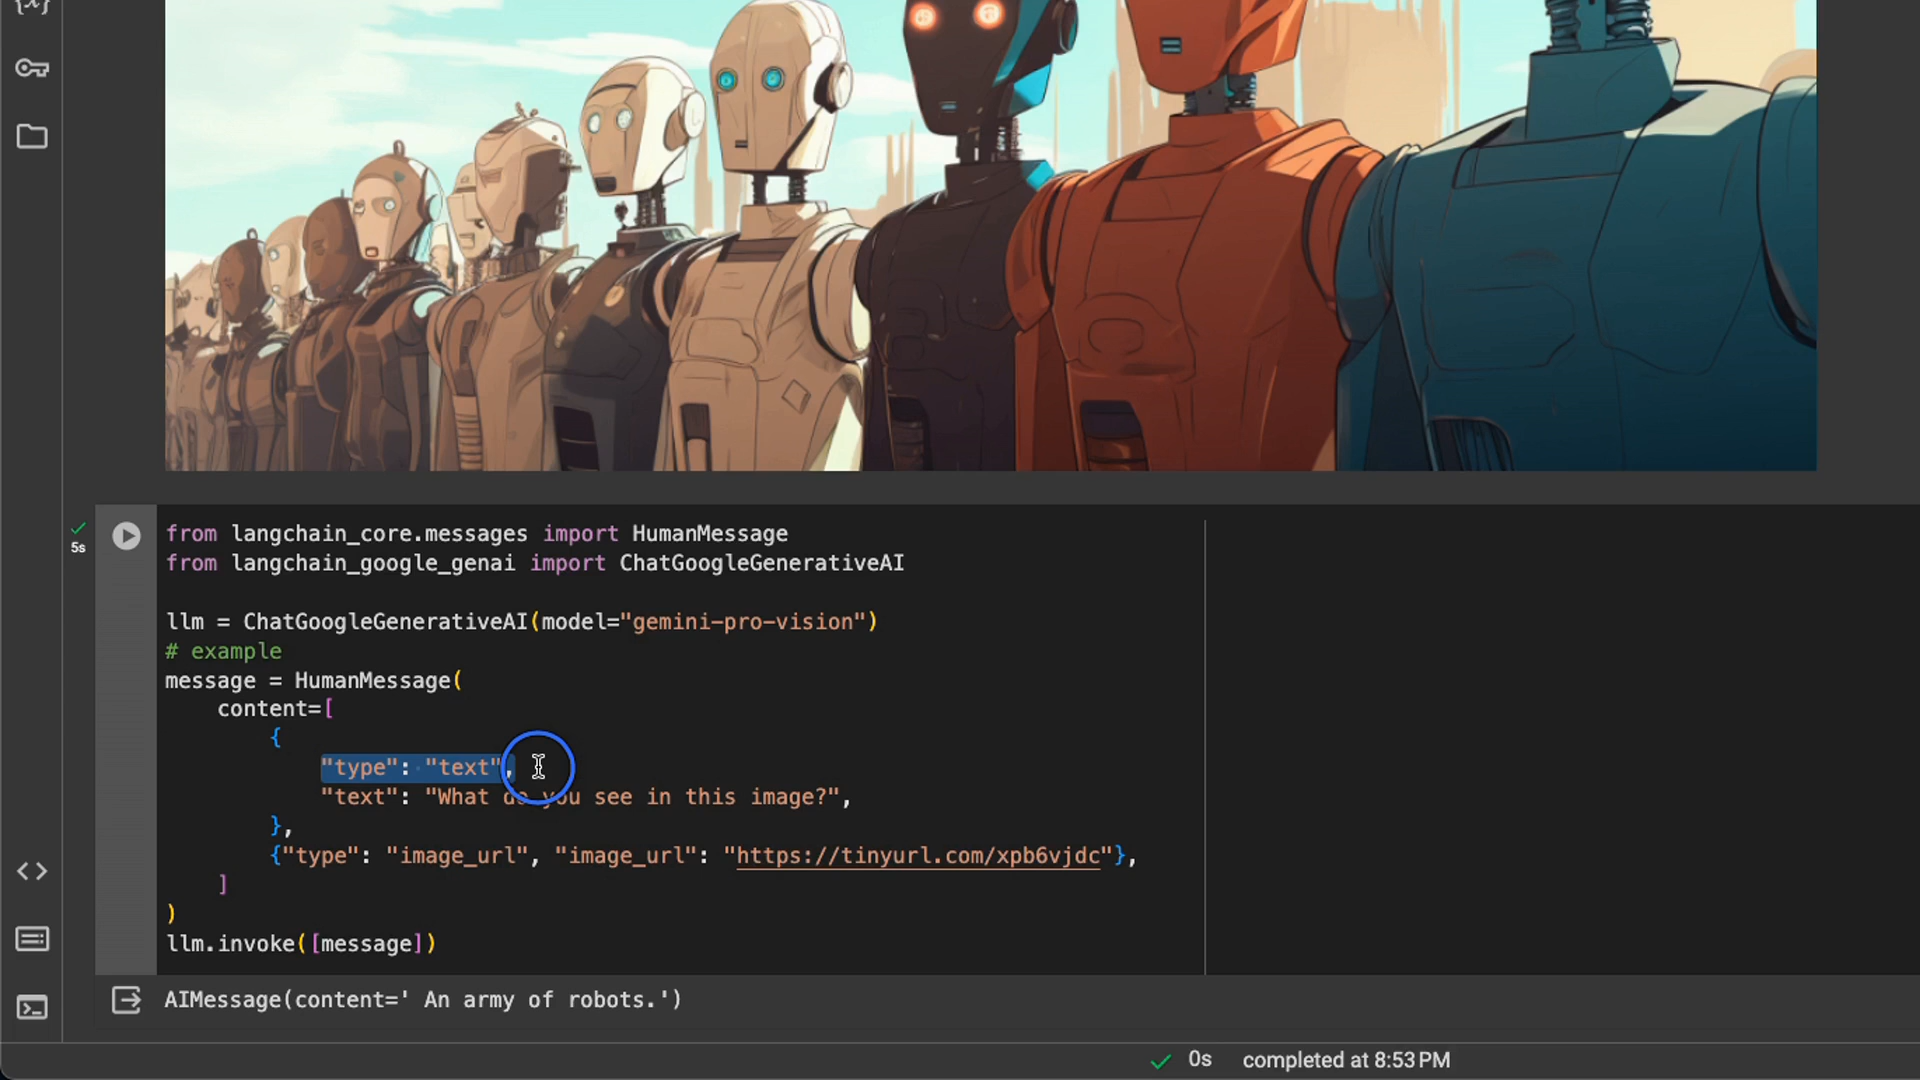 from langchain_core.messages import HumanMessage
5s
from langchain_google_genai import ChatGoogleGenerativeAI
llm = ChatGoogleGenerativeAI(model="gemini-pro-vision")
# example
message = HumanMessage(
content=[
{
"type": "text",
"text": "What do you see in this image?",
},
{"type": "image_url", "image_url": "https://tinyurl.com/xpb6vjdc"},
]
)
llm.invoke([message])
AIMessage(content=' An army of robots.')
0s completed at 8:53 PM